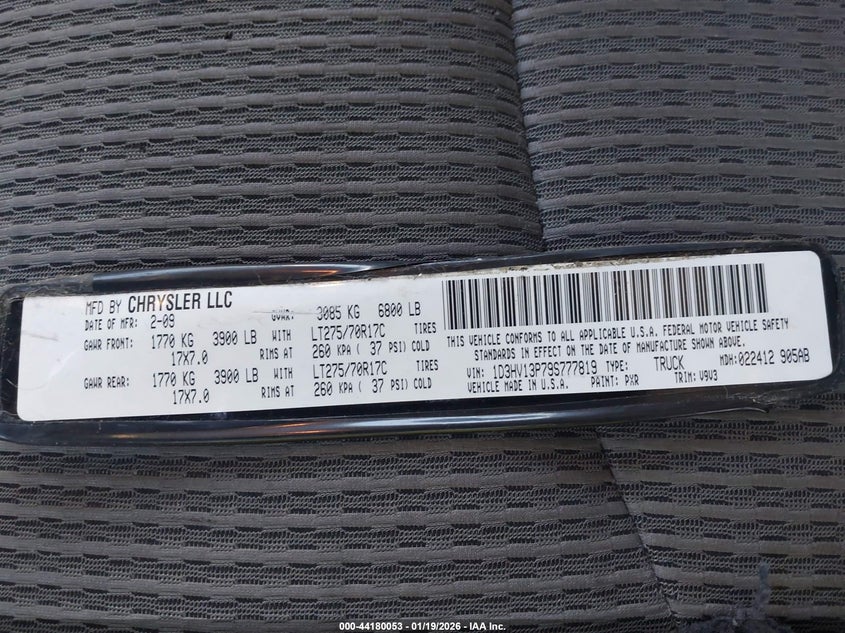 MFD BY CHRYSLER LLC
DATE OF MFR: 2-09 GVWR: 3085 KG 6800 LB
GAWR FRONT: 1770 KG 3900 LB WITH LT275/70R17C TIRES
17X7.0 RIMS AT 260 KPA ( 37 PSI) COLD
GAWR REAR: 1770 KG 3900 LB WITH LT275/70R17C TIRES
17X7.0 RIMS AT 260 KPA ( 37 PSI) COLD
THIS VEHICLE CONFORMS TO ALL APPLICABLE U.S.A. FEDERAL MOTOR VEHICLE SAFETY
STANDARDS IN EFFECT ON THE DATE OF MANUFACTURE SHOWN ABOVE.
VIN: 1D3HV13P79S777819 TYPE: TRUCK MDH: 022412 905AB
VEHICLE MADE IN U.S.A. PAINT: PXR TRIM: V9V3
000-44180053 - 01/19/2026 - IAA Inc.